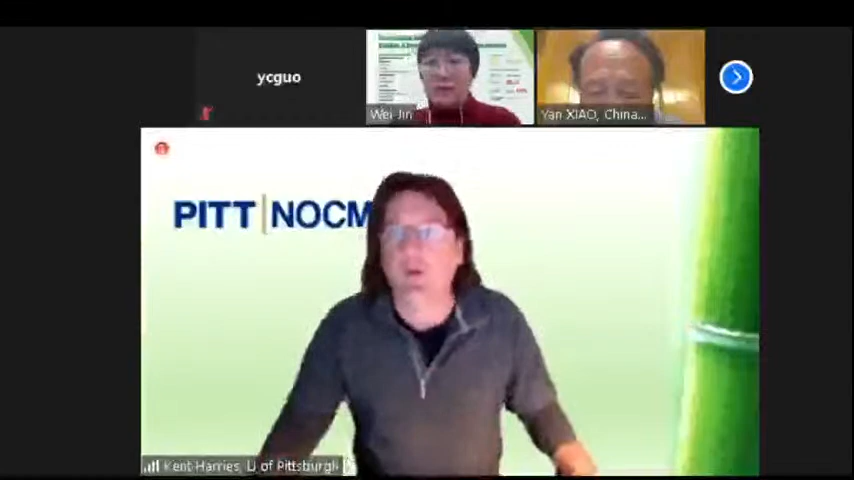 ycguo
Wei Jin
Yan XIAO, China...
PITT NOCM
Kent Harries, U of Pittsburgh